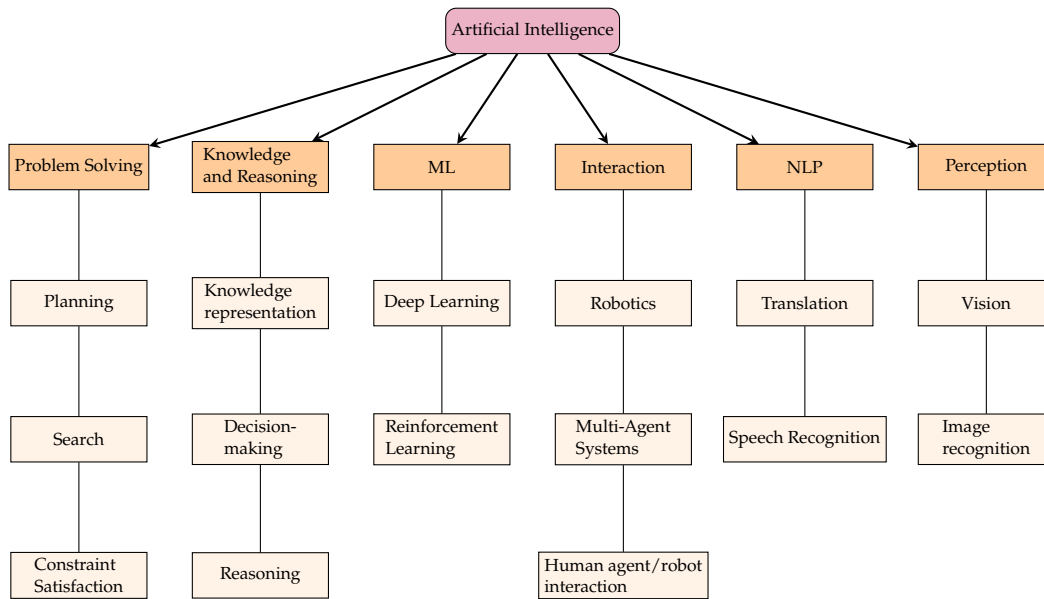 Artificial Intelligence
Problem Solving
Knowledge
and Reasoning
ML
Interaction
NLP
Perception
Planning
Knowledge
representation
Deep Learning
Robotics
Translation
Vision
Search
Decision-
making
Reinforcement
Learning
Multi-Agent
Systems
Speech Recognition
Image
recognition
Constraint
Satisfaction
Reasoning
Human agent/robot
interaction